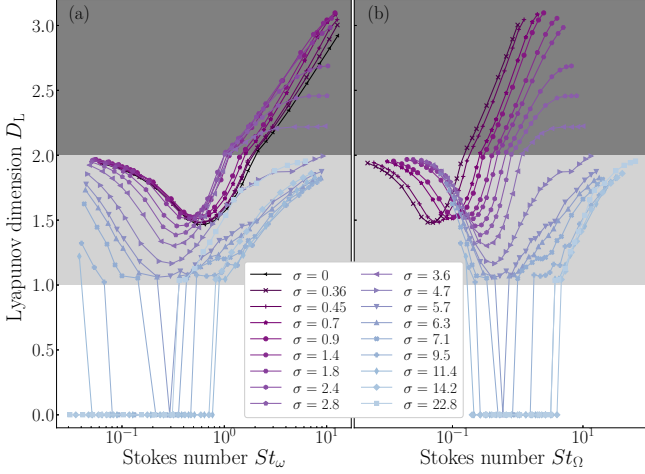 (a)
(b)
Lyapunov dimension D_L
3.0
2.5
2.0
1.5
1.0
0.5
0.0
σ = 0
σ = 0.36
σ = 0.45
σ = 0.7
σ = 0.9
σ = 1.4
σ = 1.8
σ = 2.4
σ = 2.8
σ = 3.6
σ = 4.7
σ = 5.7
σ = 6.3
σ = 7.1
σ = 9.5
σ = 11.4
σ = 14.2
σ = 22.8
10⁻¹ 10⁰ 10¹
10⁻¹ 10¹
Stokes number St_ω
Stokes number St_Ω